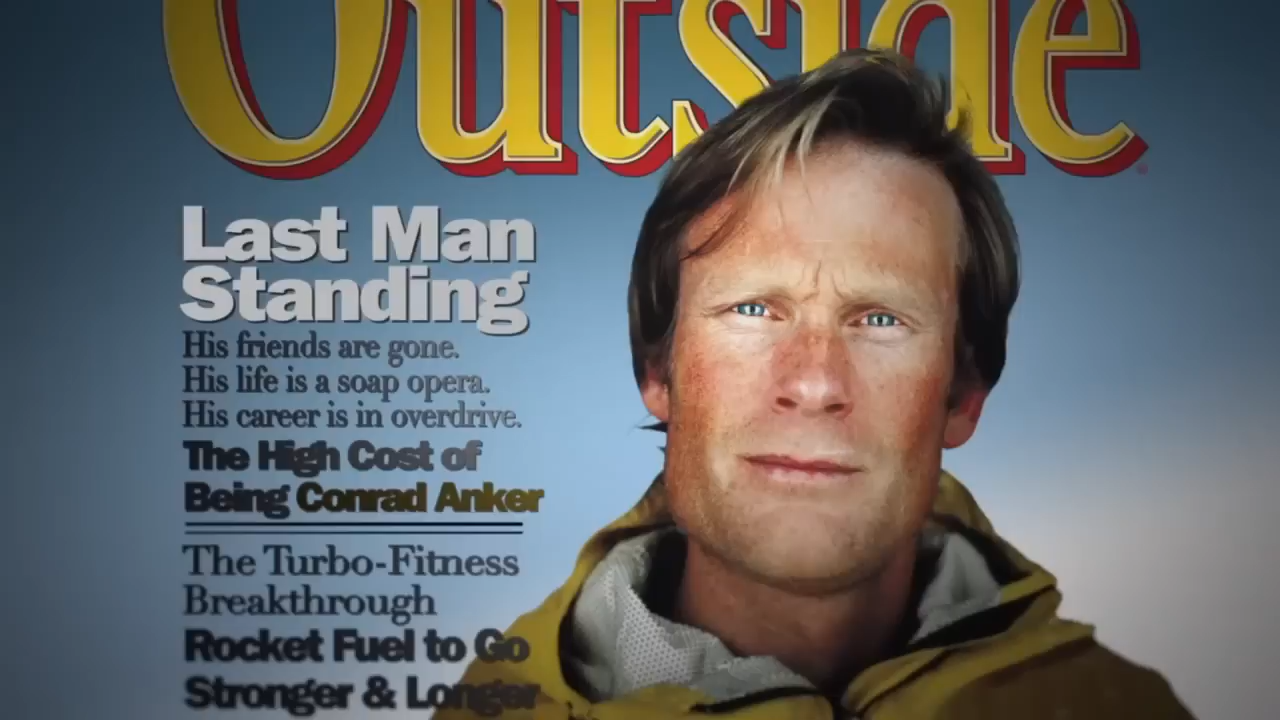 Outside
Last Man
Standing
His friends are gone.
His life is a soap opera.
His career is in overdrive.
The High Cost of
Being Conrad Anker
The Turbo-Fitness
Breakthrough
Rocket Fuel to Go
Stronger & Longer